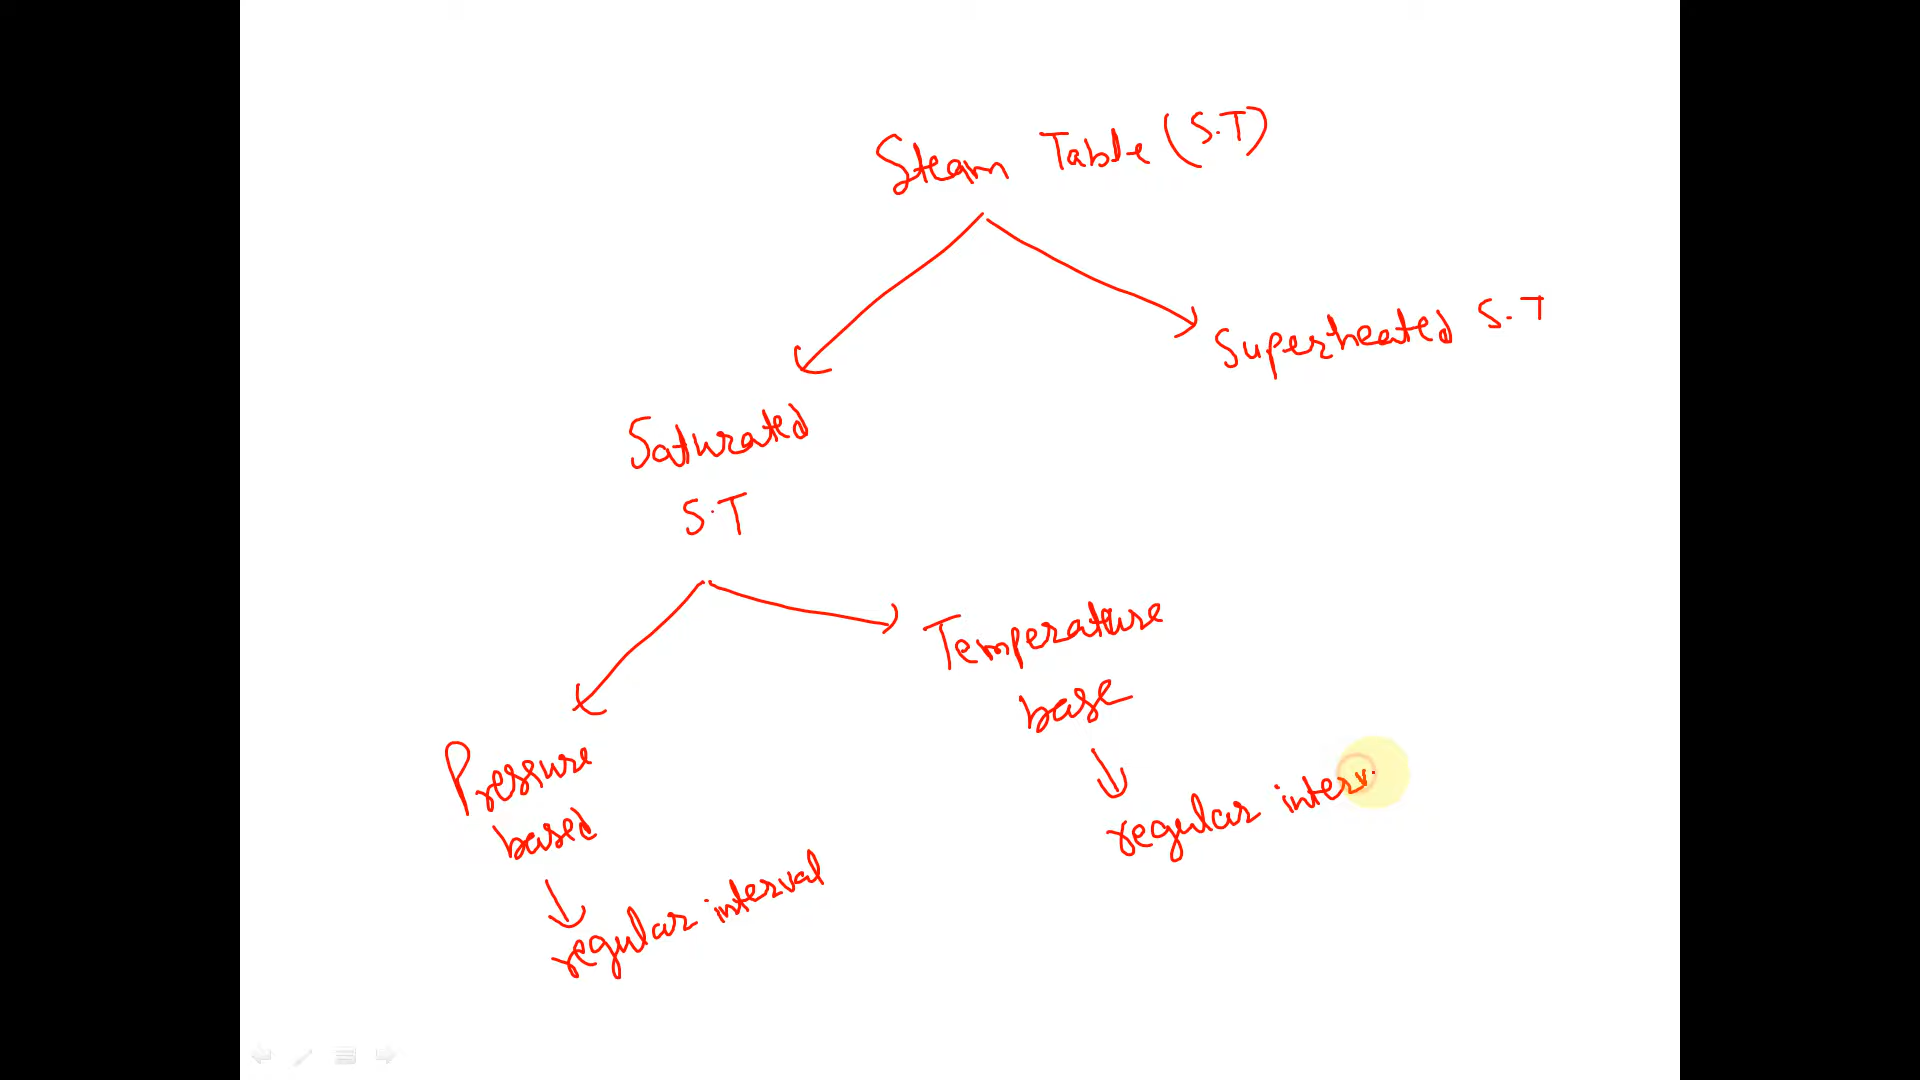 Steam Table (S.T)
Superheated S.T
Saturated
S.T
Temperature
base
Pressure
based
regular interv
regular interval